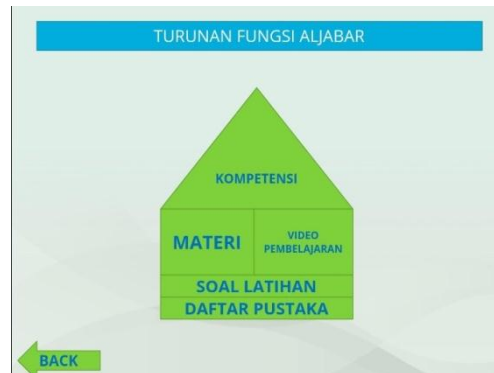 TURUNAN FUNGSI ALJABAR
KOMPETENSI
MATERI
VIDEO
PEMBELAJARAN
SOAL LATIHAN
DAFTAR PUSTAKA
BACK